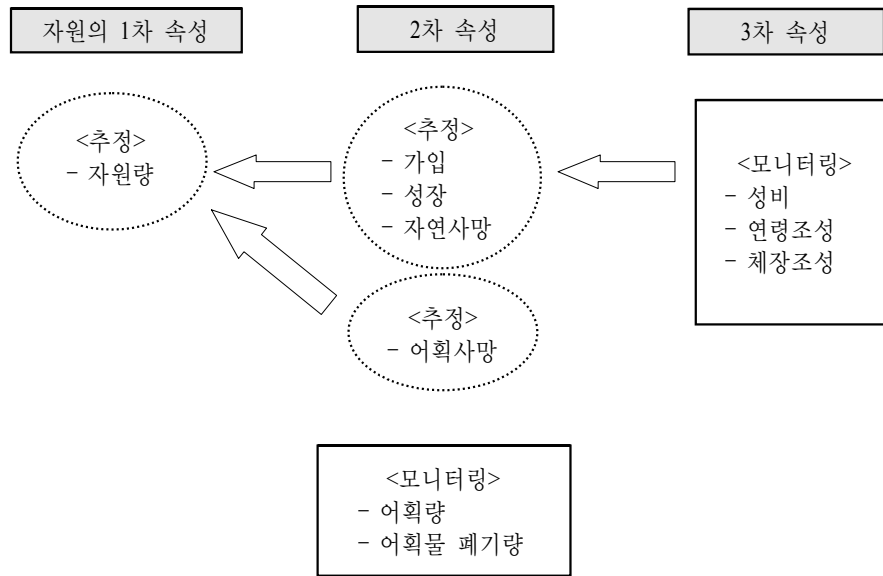 자원의 1차 속성
2차 속성
3차 속성
<추정>
- 자원량
<추정>
- 가입
- 성장
- 자연사망
<추정>
- 어획사망
<모니터링>
- 성비
- 연령조성
- 체장조성
<모니터링>
- 어획량
- 어획물 폐기량